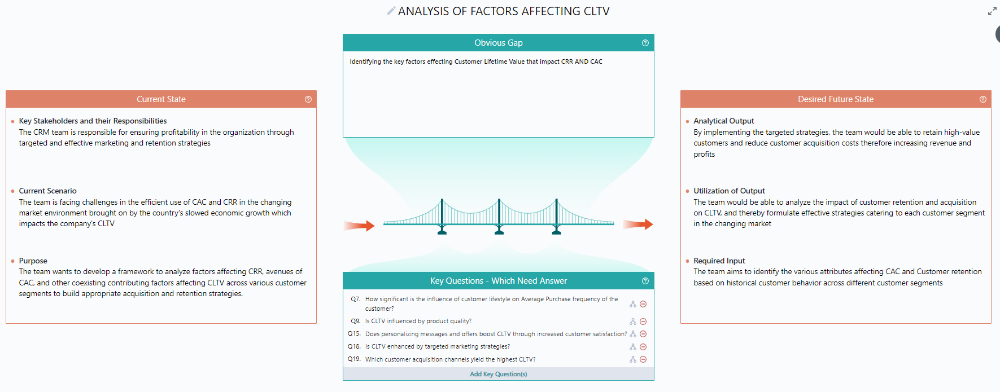 ANALYSIS OF FACTORS AFFECTING CLTV
Obvious Gap
Identifying the key factors effecting Customer Lifetime Value that impact CRR AND CAC
Current State
Key Stakeholders and their Responsibilities
The CRM team is responsible for ensuring profitability in the organization through
targeted and effective marketing and retention strategies
Current Scenario
The team is facing challenges in the efficient use of CAC and CRR in the changing
market environment brought on by the country's slowed economic growth which
impacts the company's CLTV
Purpose
The team wants to develop a framework to analyze factors affecting CRR, avenues of
CAC, and other coexisting contributing factors affecting CLTV across various customer
segments to build appropriate acquisition and retention strategies.
Key Questions - Which Need Answer
Q7. How significant is the influence of customer lifestyle on Average Purchase frequency of the
customer?
Q9. Is CLTV influenced by product quality?
Q15. Does personalizing messages and offers boost CLTV through increased customer satisfaction?
Q18. Is CLTV enhanced by targeted marketing strategies?
Q19. Which customer acquisition channels yield the highest CLTV?
Add Key Question(s)
Desired Future State
Analytical Output
By implementing the targeted strategies, the team would be able to retain high-value
customers and reduce customer acquisition costs therefore increasing revenue and
profits
Utilization of Output
The team would be able to analyze the impact of customer retention and acquisition
on CLTV, and thereby formulate effective strategies catering to each customer segment
in the changing market
Required Input
The team aims to identify the various attributes affecting CAC and Customer retention
based on historical customer behavior across different customer segments